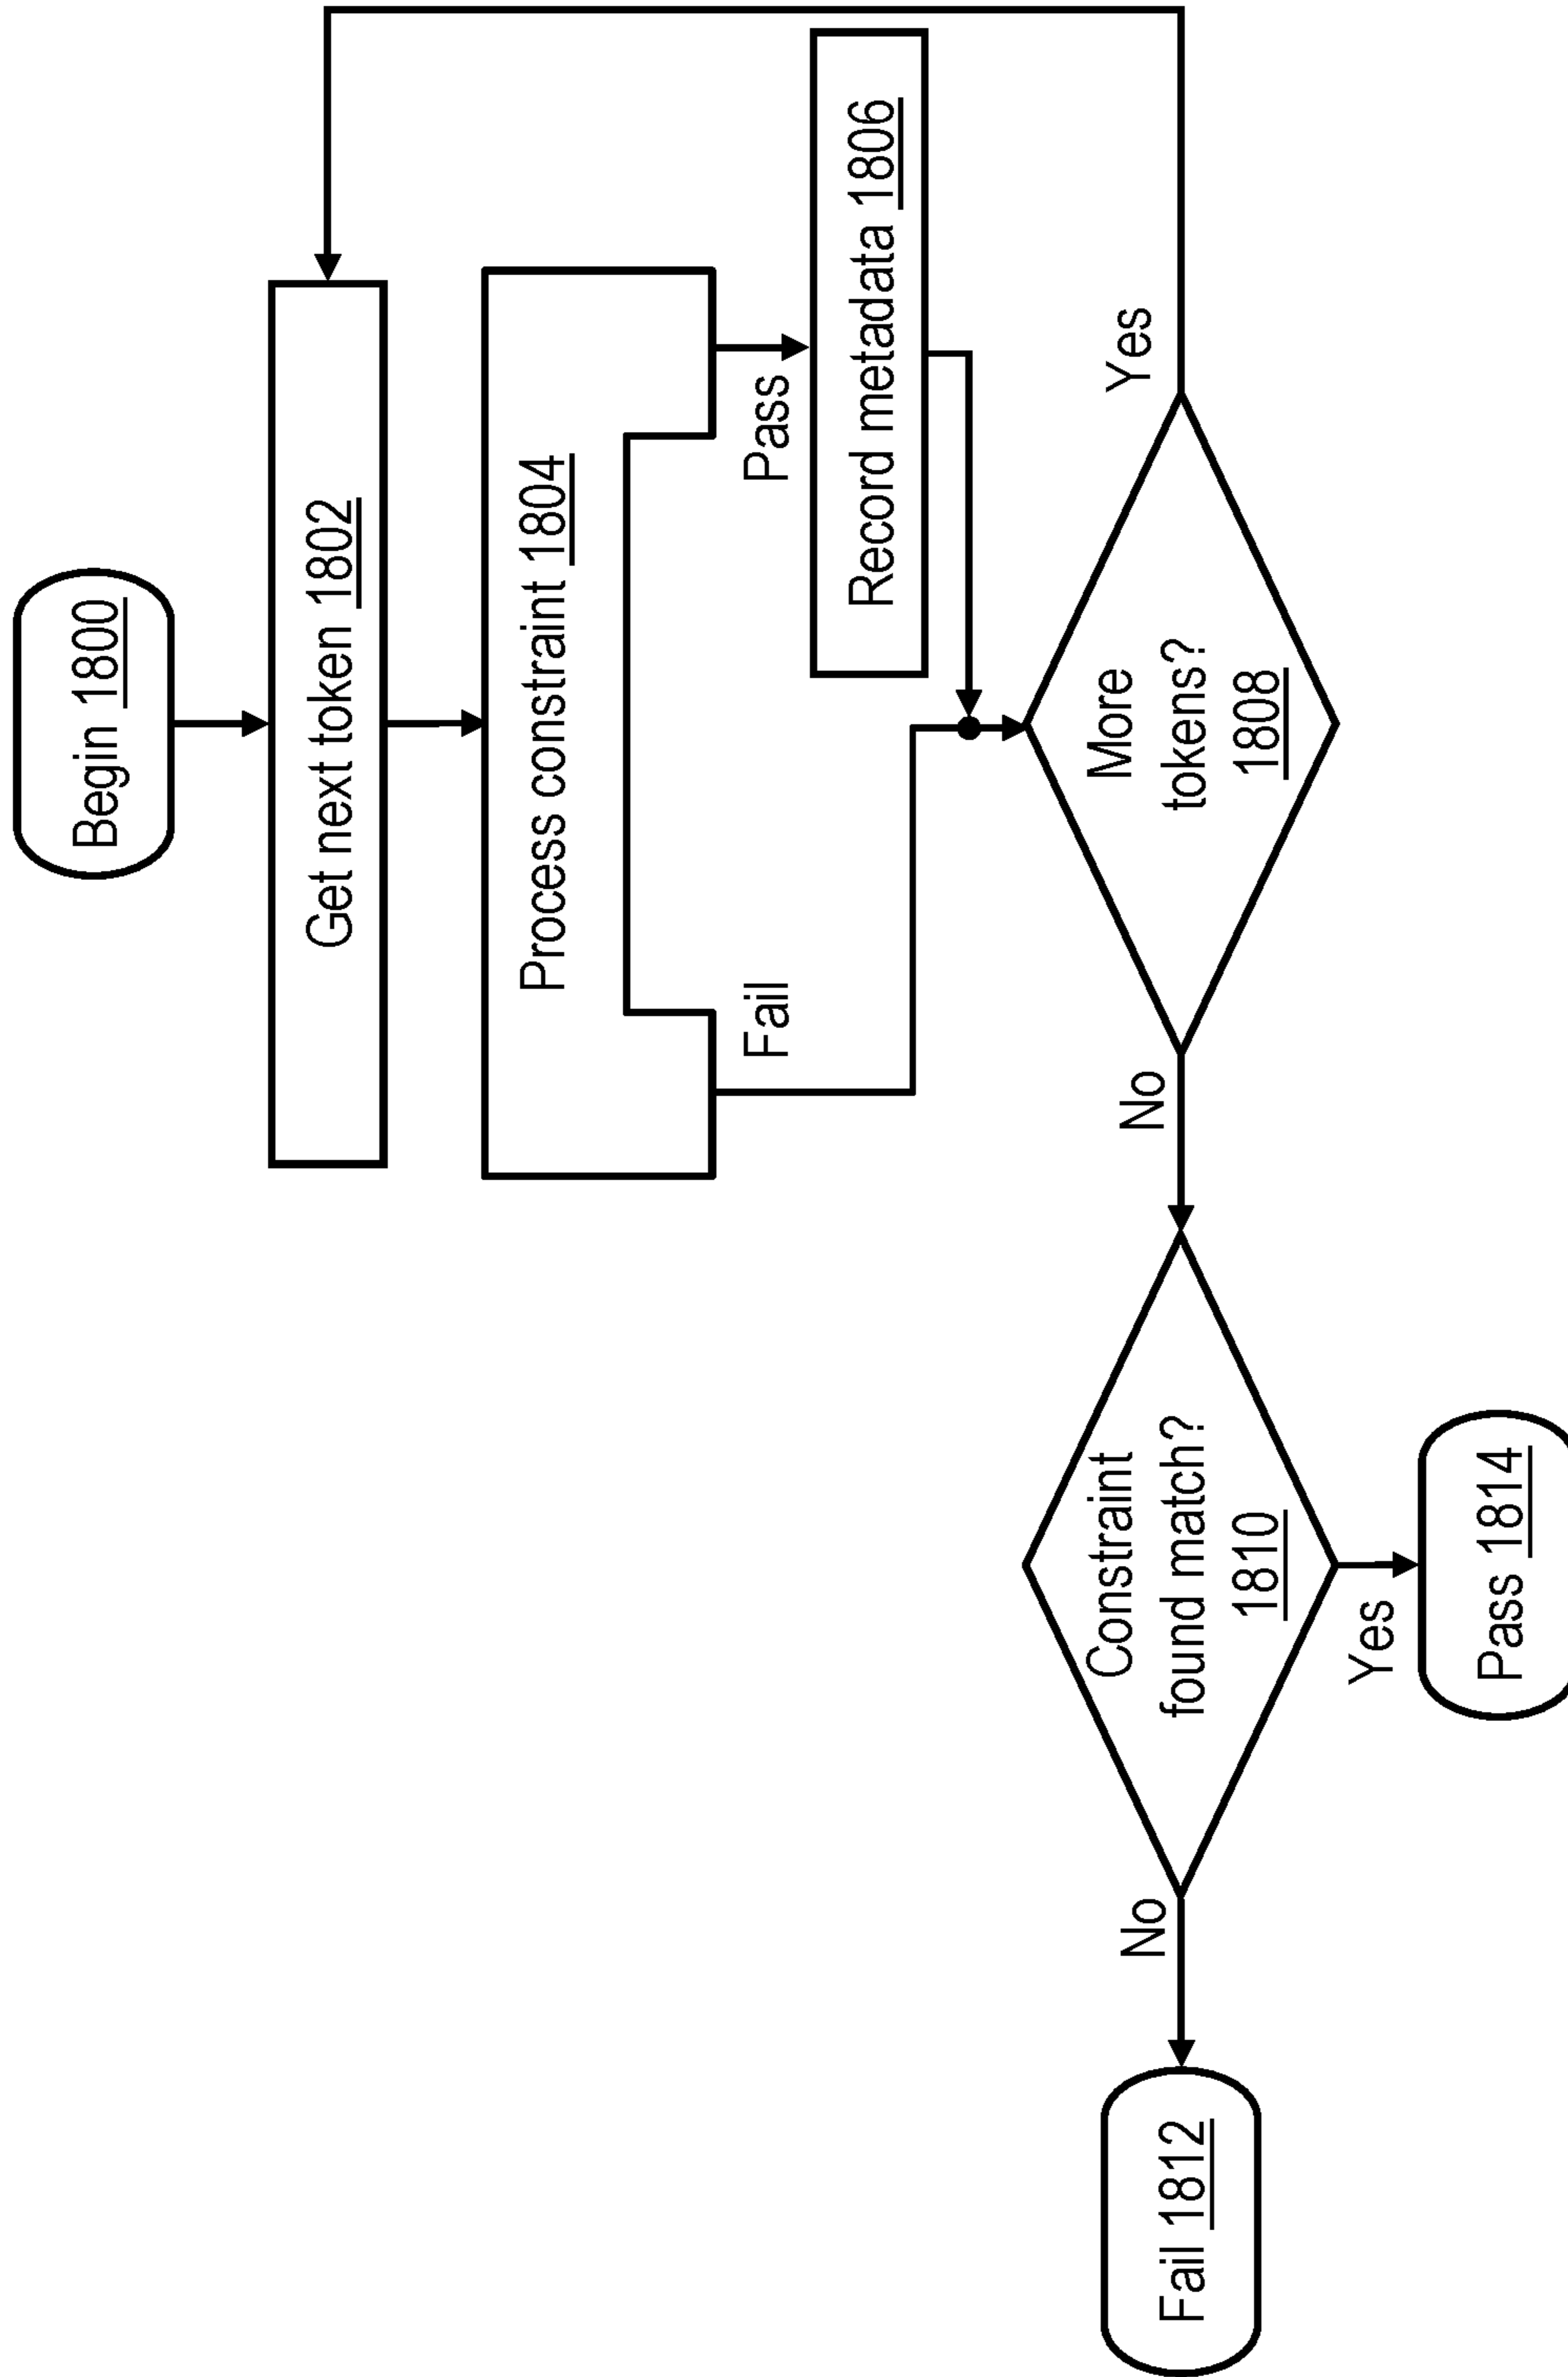 Begin 1800
Get next token 1802
Process constraint 1804
Fail
Pass
Record metadata 1806
More
tokens?
1808
Yes
No
Constraint
found match?
1810
No
Yes
Fail 1812
Pass 1814